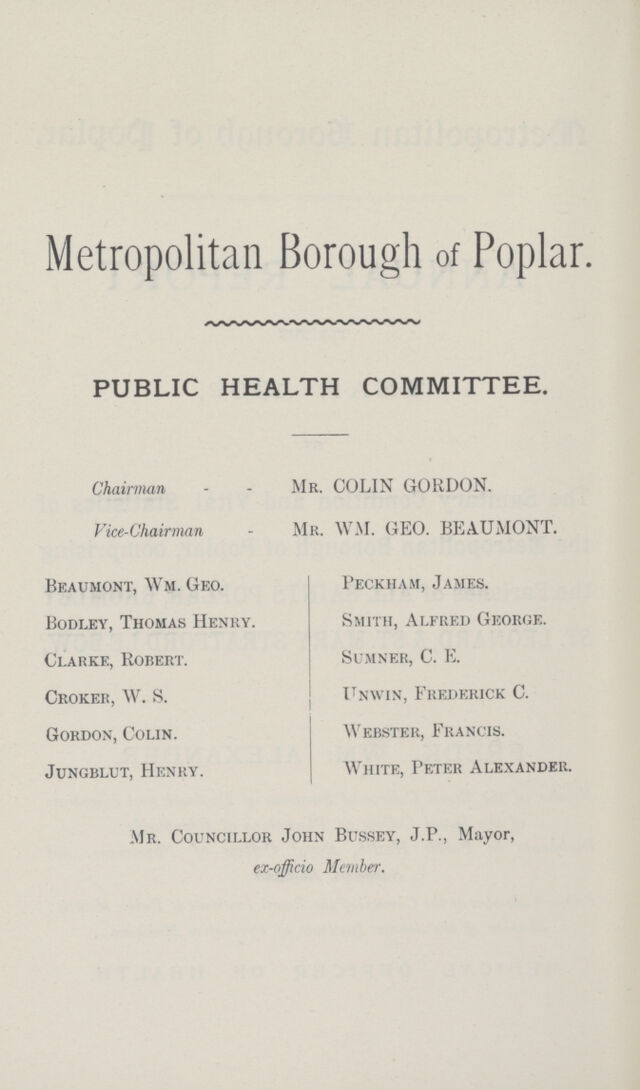 Metropolitan Borough of Poplar.
PUBLIC HEALTH COMMITTEE.
Chairman - - Mr. COLIN GORDON.
Vice-Chairman - Mr. WM. GEO. BEAUMONT.
Beaumont, Wm. Geo.
Bodley, Thomas Henry.
Clarke, Robert.
Croker, W. S.
Gordon, Colin.
Jungblut, Henry.
Peckham, James.
Smith, Alfred George.
Sumner, C. E.
Unwin, Frederick C.
Webster, Francis.
White, Peter Alexander.
Mr. Councillor John Bussey, J.P., Mayor,
ex-officio Member.